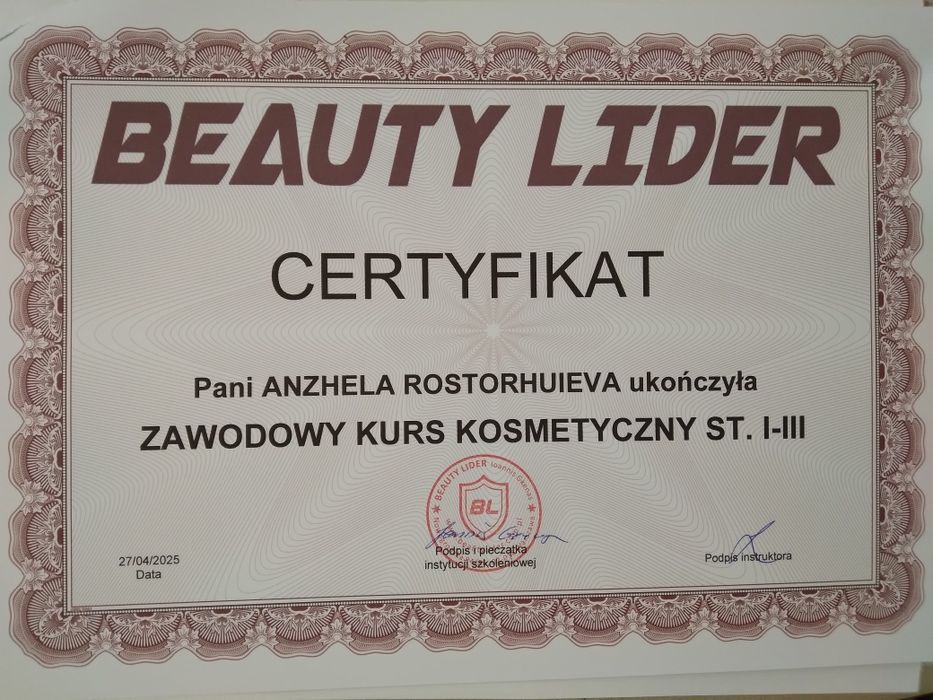 BEAUTY LIDER
CERTYFIKAT
Pani ANZHELA ROSTORHUIEVA ukończyła
ZAWODOWY KURS KOSMETYCZNY ST. I-III
BEAUTY LIDER Ioannis
BL
27/04/2025
Data
Podpis i pieczątka
instytucji szkoleniowej
Podpis instruktora